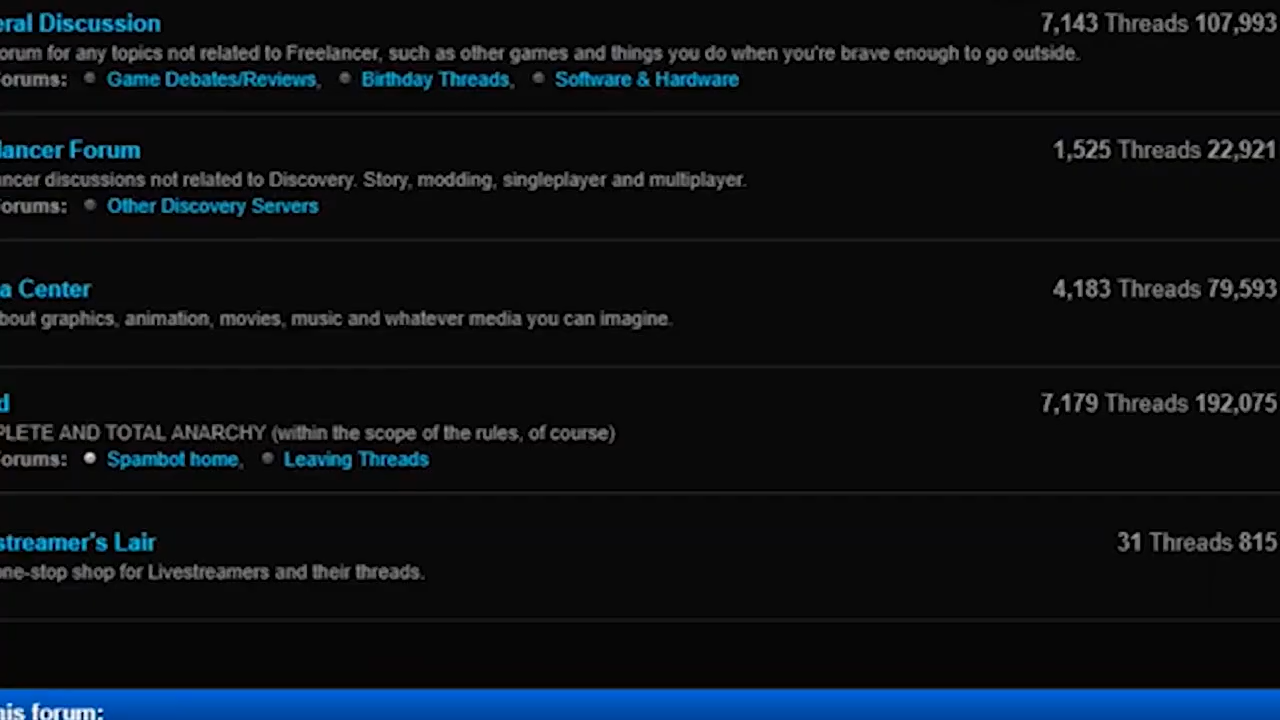 eral Discussion 7,143 Threads 107,993
orum for any topics not related to Freelancer, such as other games and things you do when you're brave enough to go outside.
orums: Game Debates/Reviews, Birthday Threads, Software & Hardware
lancer Forum 1,525 Threads 22,921
ncer discussions not related to Discovery. Story, modding, singleplayer and multiplayer.
orums: Other Discovery Servers
a Center 4,183 Threads 79,593
bout graphics, animation, movies, music and whatever media you can imagine.
d 7,179 Threads 192,075
PLETE AND TOTAL ANARCHY (within the scope of the rules, of course)
orums: Spambot home, Leaving Threads
streamer's Lair 31 Threads 815
one-stop shop for Livestreamers and their threads.
his forum: